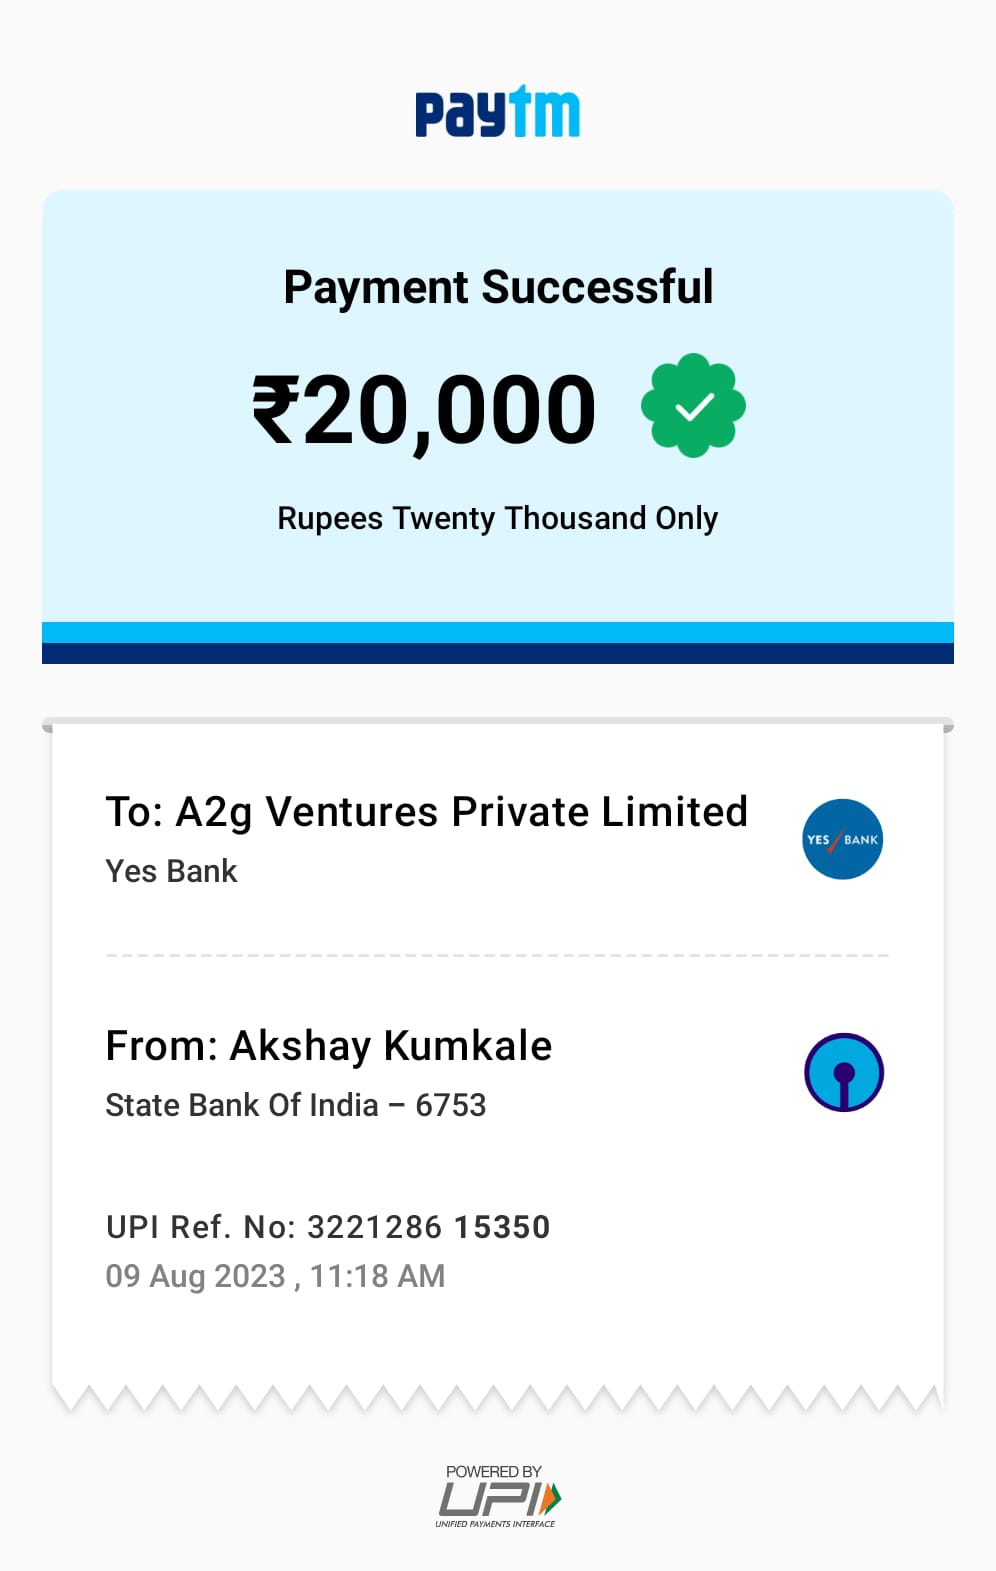 paytm
Payment Successful
₹20,000
Rupees Twenty Thousand Only
To: A2g Ventures Private Limited
Yes Bank
YES BANK
From: Akshay Kumkale
State Bank Of India – 6753
UPI Ref. No: 3221286 15350
09 Aug 2023 , 11:18 AM
POWERED BY
UPI
UNIFIED PAYMENTS INTERFACE